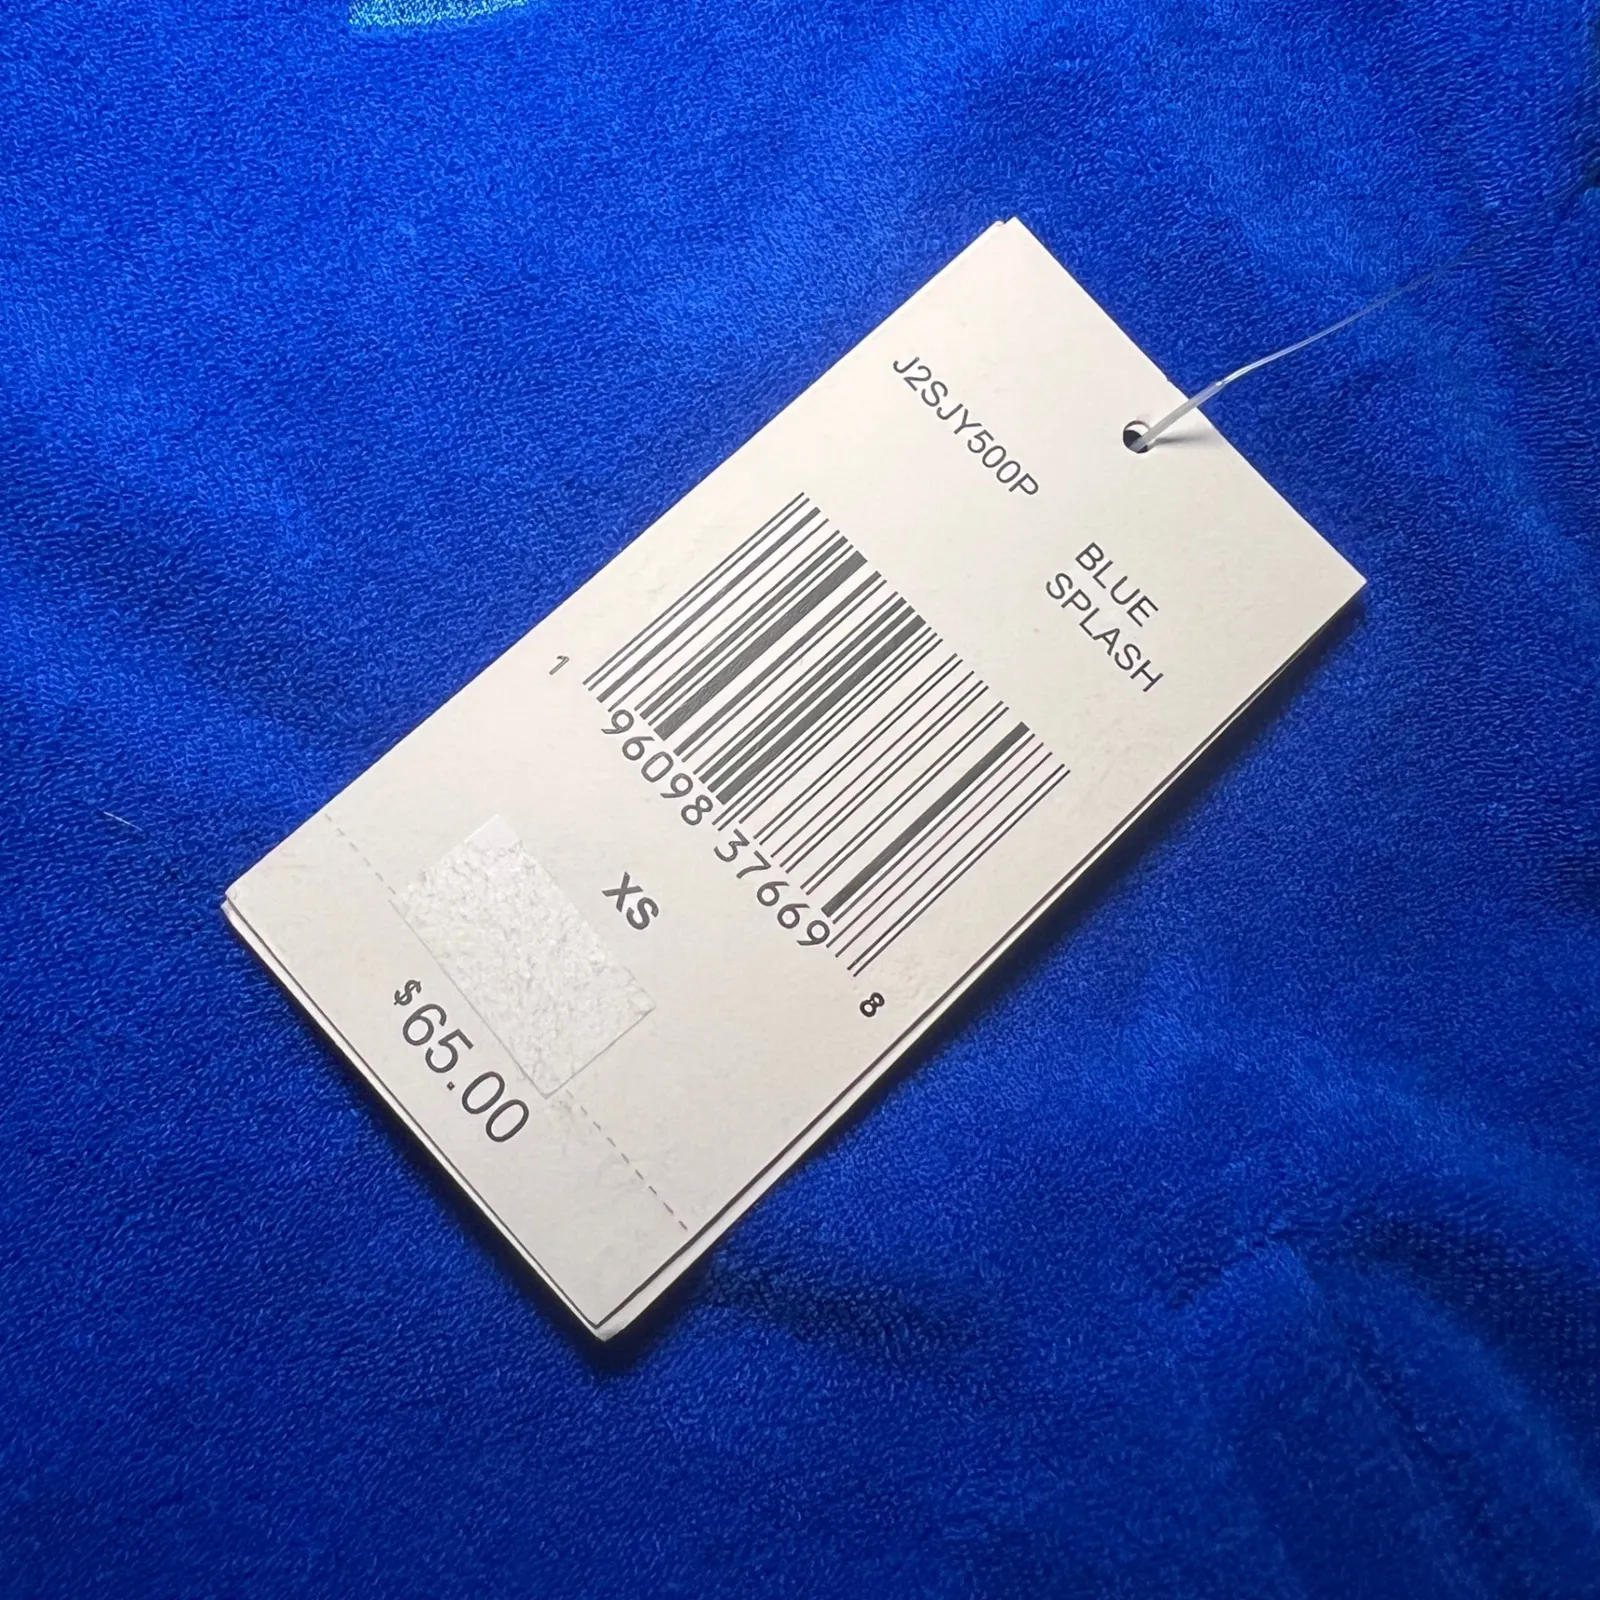 J2SJY500P
BLUE
SPLASH
1 96098 37669 8
XS
$65.00